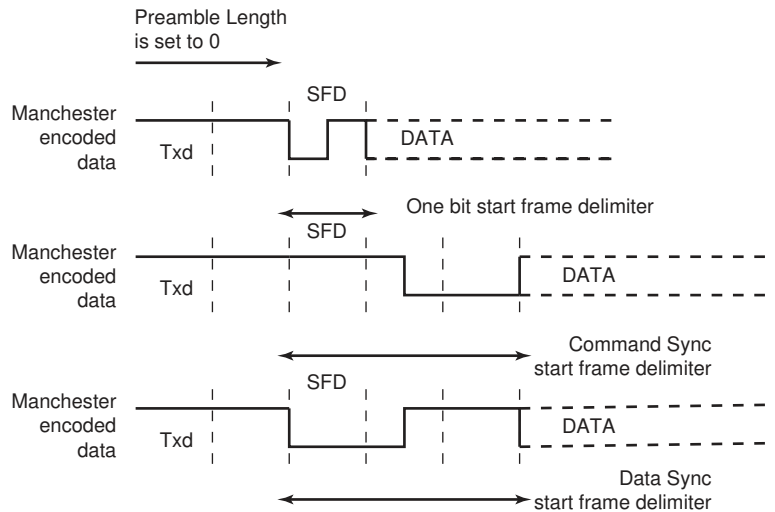 Preamble Length
is set to 0
SFD
Manchester
encoded
data
Txd
DATA
One bit start frame delimiter
SFD
Manchester
encoded
data
Txd
DATA
Command Sync
start frame delimiter
SFD
Manchester
encoded
data
Txd
DATA
Data Sync
start frame delimiter